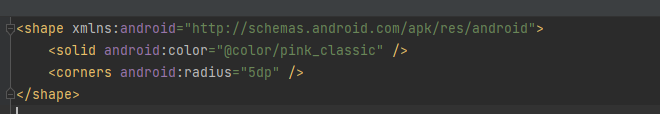 <shape xmlns:android="http://schemas.android.com/apk/res/android">
    <solid android:color="@color/pink_classic" />
    <corners android:radius="5dp" />
</shape>